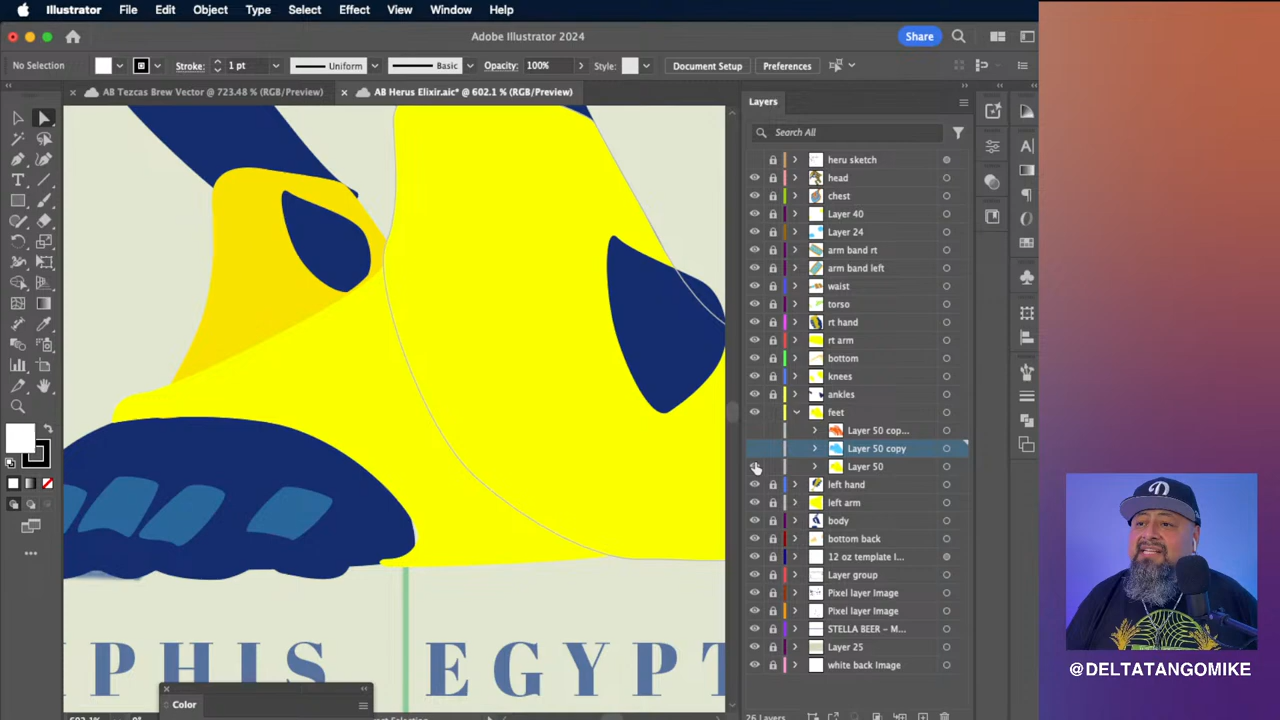 Illustrator File Edit Object Type Select Effect View Window Help
Adobe Illustrator 2024
Share
No Selection
Stroke:
1 pt
Uniform
Basic
Opacity:
100%
Style:
Document Setup
Preferences
× AB Tezcas Brew Vector @ 723.48 % (RGB/Preview)
× AB Herus Elixir.aic* @ 602.1 % (RGB/Preview)
Layers
Search All
heru sketch
head
chest
Layer 40
Layer 24
arm band rt
arm band left
waist
torso
rt hand
rt arm
bottom
knees
ankles
feet
Layer 50 cop...
Layer 50 copy
Layer 50
left hand
left arm
body
bottom back
12 oz template l...
Layer group
Pixel layer Image
Pixel layer Image
STELLA BEER – M...
Layer 25
white back Image
26 Layers
PHIS EGYPT
Color
@DELTATANGOMIKE